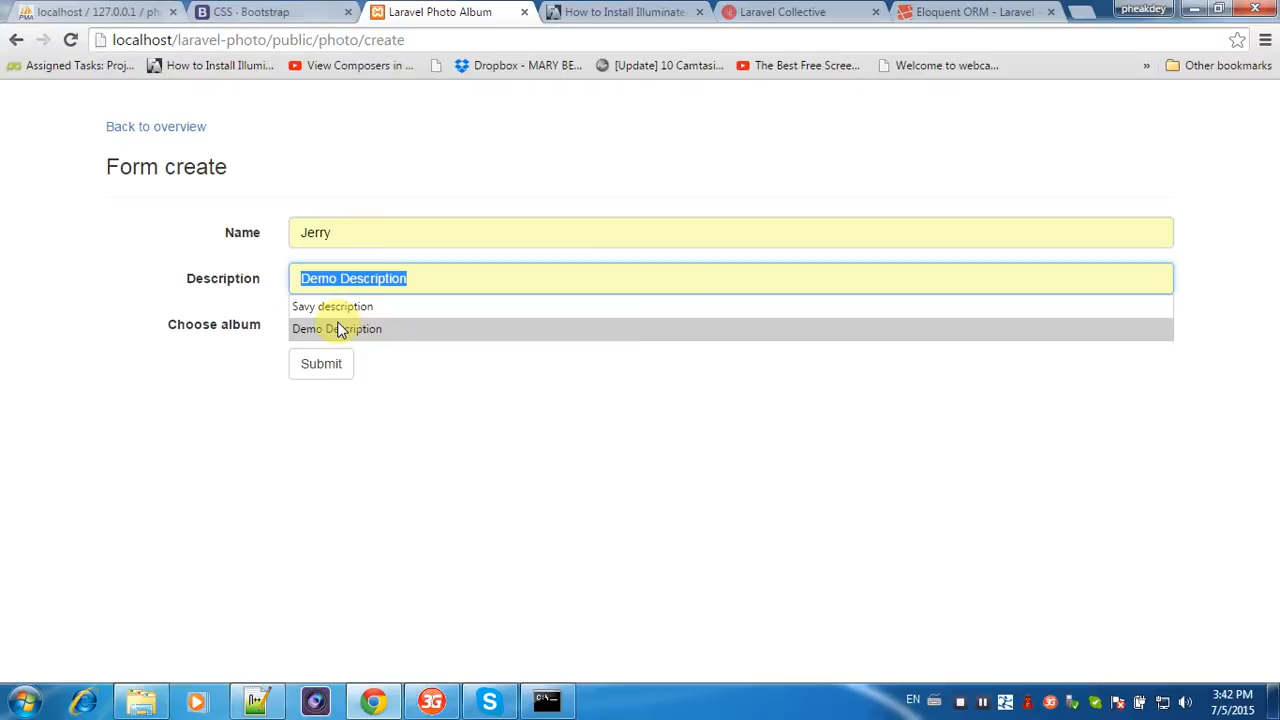 localhost / 127.0.0.1 / ph
CSS · Bootstrap
Laravel Photo Album
How to Install Illuminate
Laravel Collective
Eloquent ORM - Laravel
pheakdey
localhost/laravel-photo/public/photo/create
Assigned Tasks: Proj...
How to Install Illumi...
View Composers in ...
Dropbox - MARY BE...
[Update] 10 Camtasi...
The Best Free Scree...
Welcome to webca...
»
Other bookmarks
Back to overview
Form create
Name
Jerry
Description
Demo Description
Savy description
Choose album
Demo Description
Submit
EN
3:42 PM
7/5/2015